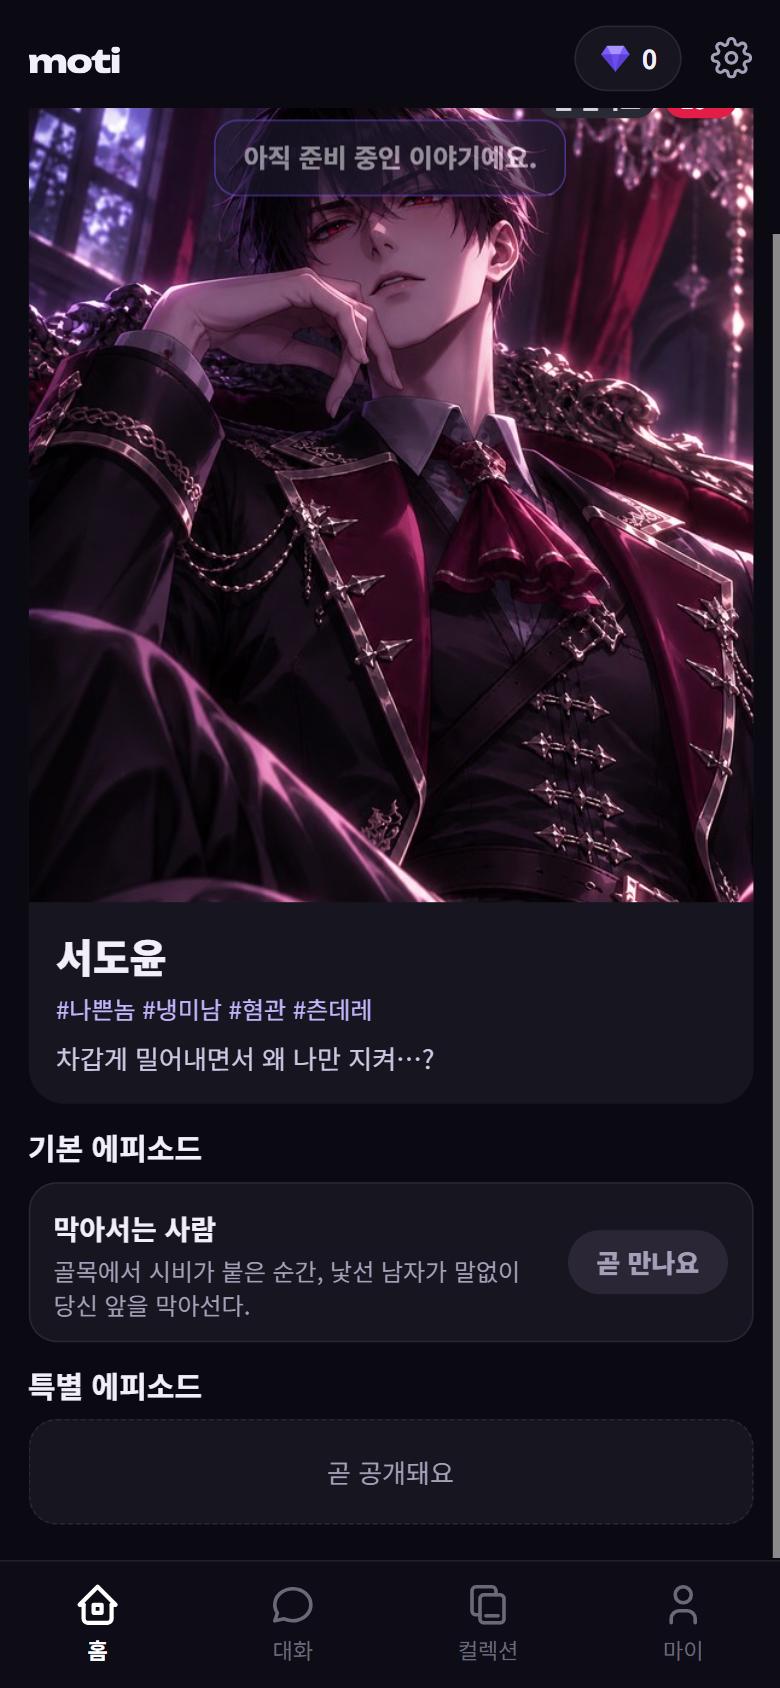 moti
0
아직 준비 중인 이야기예요.
서도윤
#나쁜놈 #냉미남 #혐관 #츤데레
차갑게 밀어내면서 왜 나만 지켜…?
기본 에피소드
막아서는 사람
골목에서 시비가 붙은 순간, 낯선 남자가 말없이
당신 앞을 막아선다.
곧 만나요
특별 에피소드
곧 공개돼요
홈
대화
컬렉션
마이